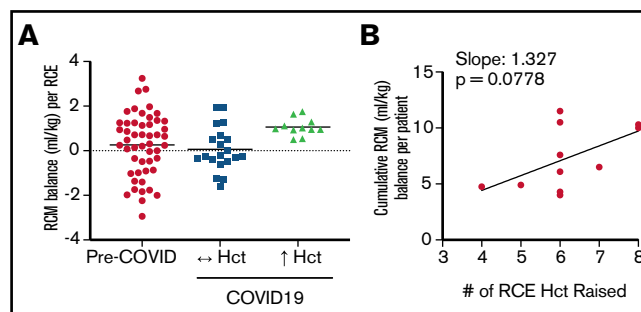 A
RCM balance (ml/kg) per RCE
4
2
0
-2
-4
Pre-COVID
↔ Hct
↑ Hct
COVID19
B
Slope: 1.327
p = 0.0778
Cumulative RCM (ml/kg)
balance per patient
15
10
5
0
3 4 5 6 7 8
# of RCE Hct Raised